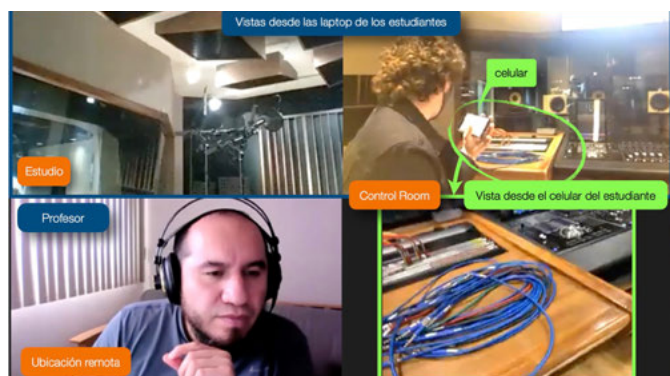 Vistas desde las laptop de los estudiantes
celular
Estudio
Control Room
Vista desde el celular del estudiante
Profesor
Ubicación remota